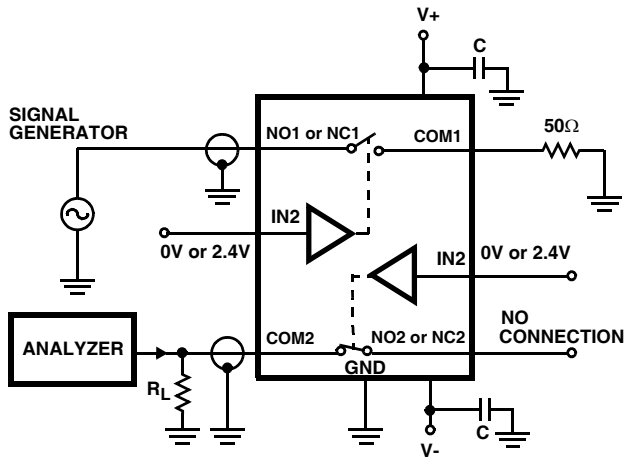 V+
C
SIGNAL
GENERATOR
NO1 or NC1
COM1
50Ω
IN2
0V or 2.4V
IN2
0V or 2.4V
ANALYZER
COM2
NO2 or NC2
NO
CONNECTION
GND
RL
C
V-